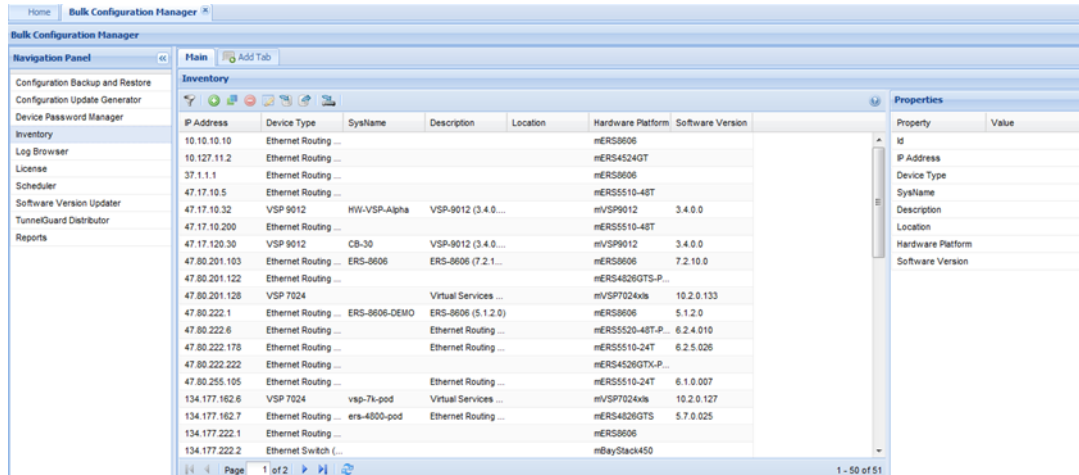 Home Bulk Configuration Manager
Bulk Configuration Manager
Navigation Panel
Configuration Backup and Restore
Configuration Update Generator
Device Password Manager
Inventory
Log Browser
License
Scheduler
Software Version Updater
TunnelGuard Distributor
Reports
Main Add Tab
Inventory
IP Address Device Type SysName Description Location Hardware Platform Software Version
10.10.10.10 Ethernet Routing ... mERS8606
10.127.11.2 Ethernet Routing ... mERS4524GT
37.1.1.1 Ethernet Routing ... mERS8606
47.17.10.5 Ethernet Routing ... mERS5510-48T
47.17.10.32 VSP 9012 HW-VSP-Alpha VSP-9012 (3.4.0.... mVSP9012 3.4.0.0
47.17.10.200 Ethernet Routing ... mERS5510-48T
47.17.120.30 VSP 9012 CB-30 VSP-9012 (3.4.0.... mVSP9012 3.4.0.0
47.80.201.103 Ethernet Routing ... ERS-8606 ERS-8606 (7.2.1... mERS8606 7.2.10.0
47.80.201.122 Ethernet Routing ... mERS4826GTS-P...
47.80.201.128 VSP 7024 Virtual Services ... mVSP7024xls 10.2.0.133
47.80.222.1 Ethernet Routing ... ERS-8606-DEMO ERS-8606 (5.1.2.0) mERS8606 5.1.2.0
47.80.222.6 Ethernet Routing ... Ethernet Routing ... mERS5520-48T-P... 6.2.4.010
47.80.222.178 Ethernet Routing ... Ethernet Routing ... mERS5510-24T 6.2.5.026
47.80.222.222 Ethernet Routing ... mERS4526GTX-P...
47.80.255.105 Ethernet Routing ... Ethernet Routing ... mERS5510-24T 6.1.0.007
134.177.162.6 VSP 7024 vsp-7k-pod Virtual Services ... mVSP7024xls 10.2.0.127
134.177.162.7 Ethernet Routing ... ers-4800-pod Ethernet Routing ... mERS4826GTS 5.7.0.025
134.177.222.1 Ethernet Routing ... mERS8606
134.177.222.2 Ethernet Switch (... mBayStack450
Page 1 of 2 1 - 50 of 51
Properties
Property Value
Id
IP Address
Device Type
SysName
Description
Location
Hardware Platform
Software Version